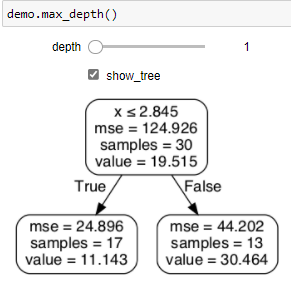 demo.max_depth()
depth 1
show_tree
x ≤ 2.845
mse = 124.926
samples = 30
value = 19.515
True False
mse = 24.896 mse = 44.202
samples = 17 samples = 13
value = 11.143 value = 30.464